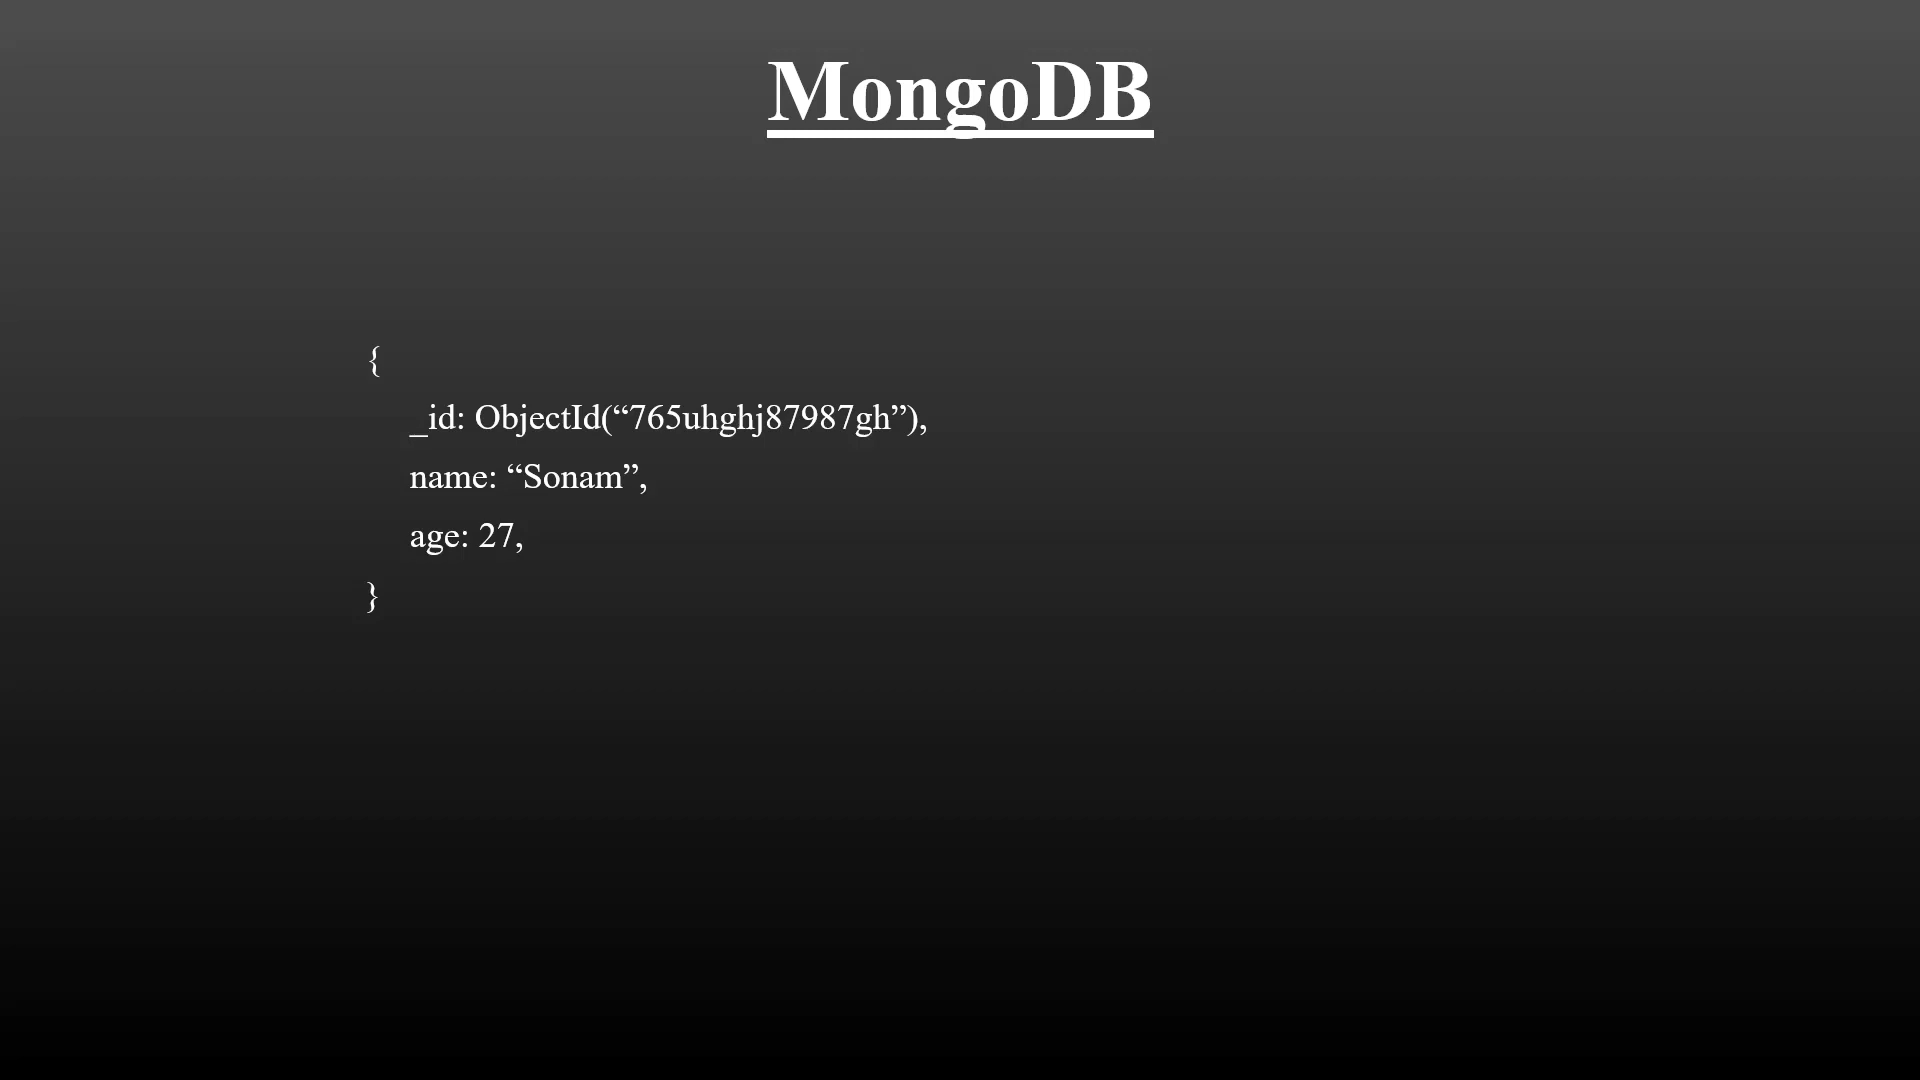 MongoDB
{
_id: ObjectId(“765uhghj87987gh”),
name: “Sonam”,
age: 27,
}